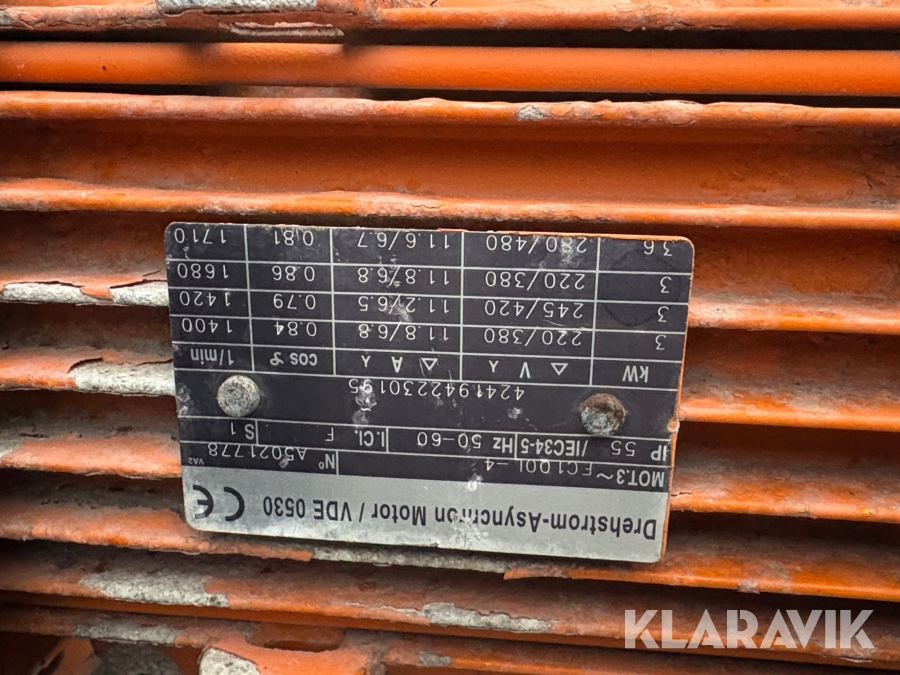 Drehstrom-Asynchron Motor / VDE 0530 CE
MOT.3~ FC100L-4 N° A5021778 VA2
IP 55 /IEC34-5 Hz 50-60 I.Cl. F S1
4241942230195
kW △ V ⅄ △ A ⅄ cos φ 1/min
3 220/380 11.8/6.8 0.84 1400
3 245/420 11.2/6.5 0.79 1420
3 220/380 11.8/6.8 0.86 1680
3.6 280/480 11.6/6.7 0.81 1710
KLARAVIK